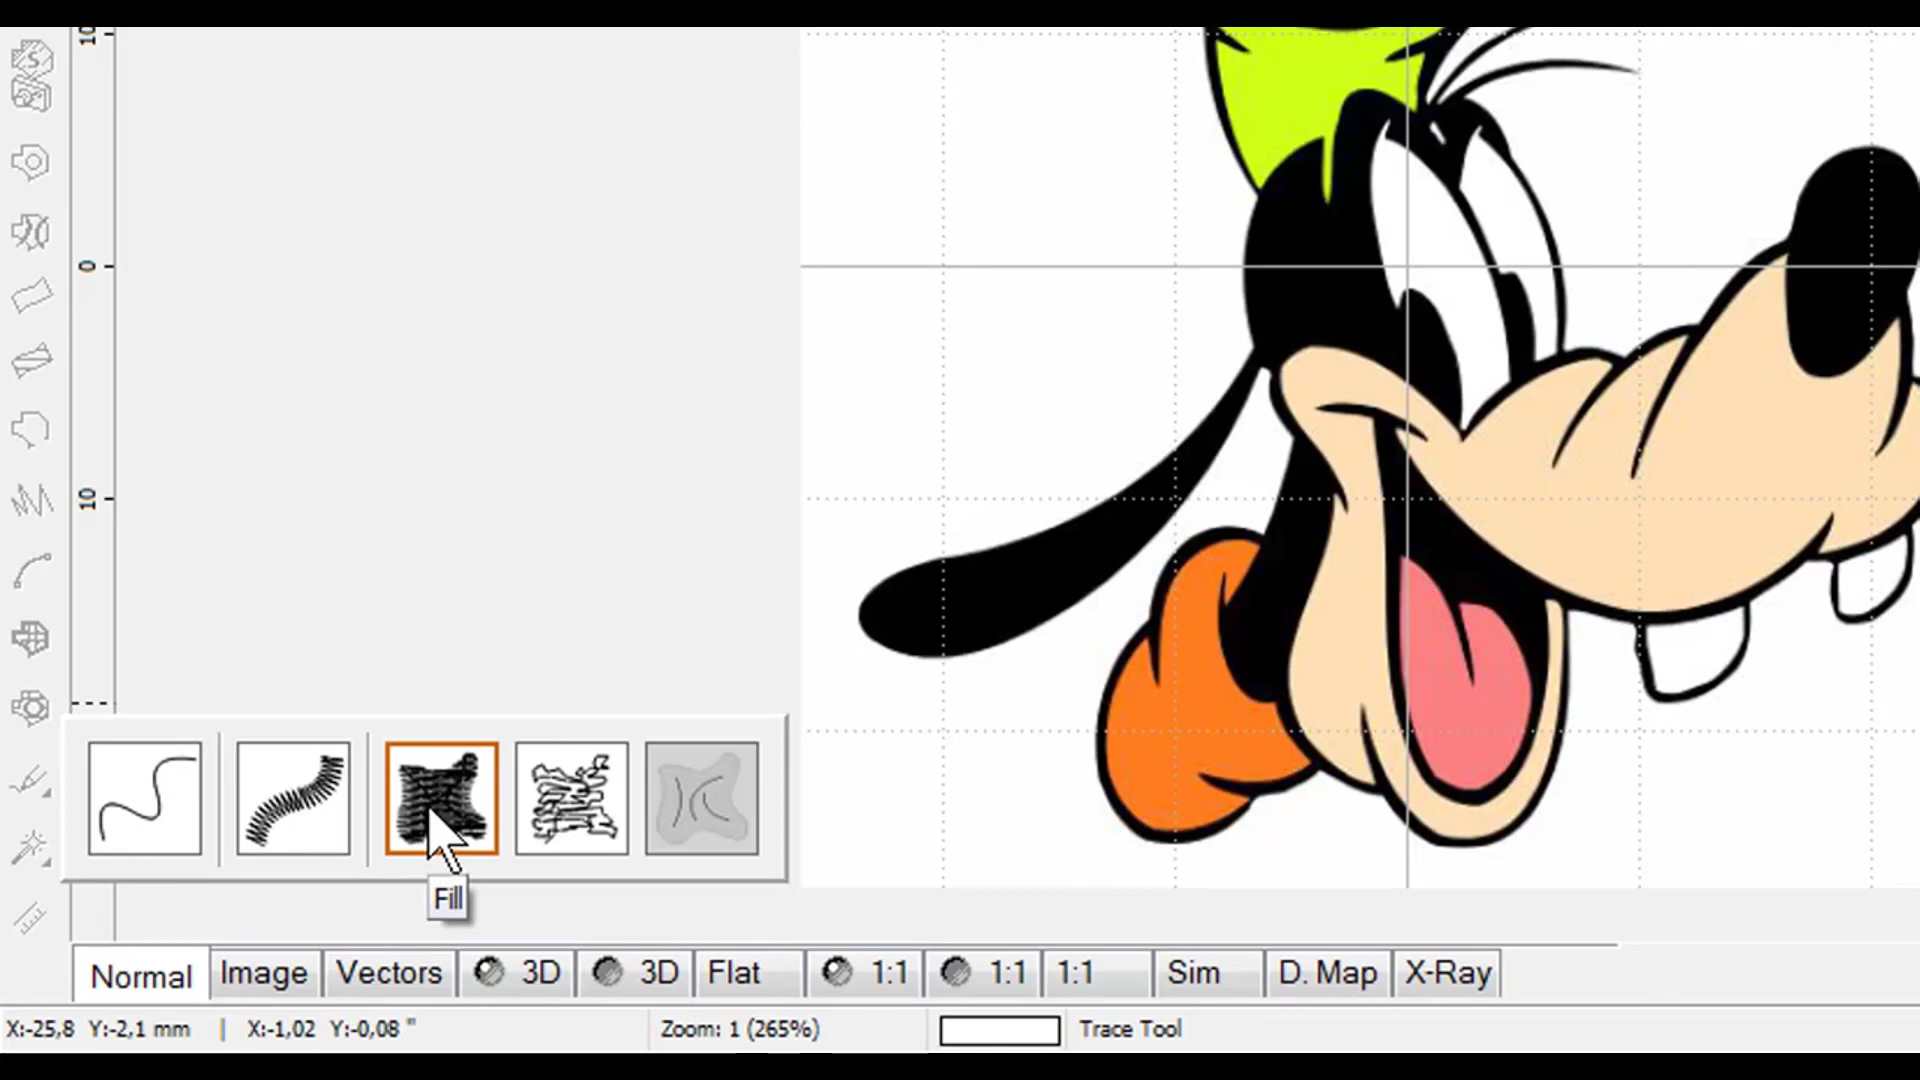 10
0
10
Fill
Normal Image Vectors 3D 3D Flat 1:1 1:1 1:1 Sim D. Map X-Ray
X:-25,8 Y:-2,1 mm | X:-1,02 Y:-0,08 " Zoom: 1 (265%) Trace Tool